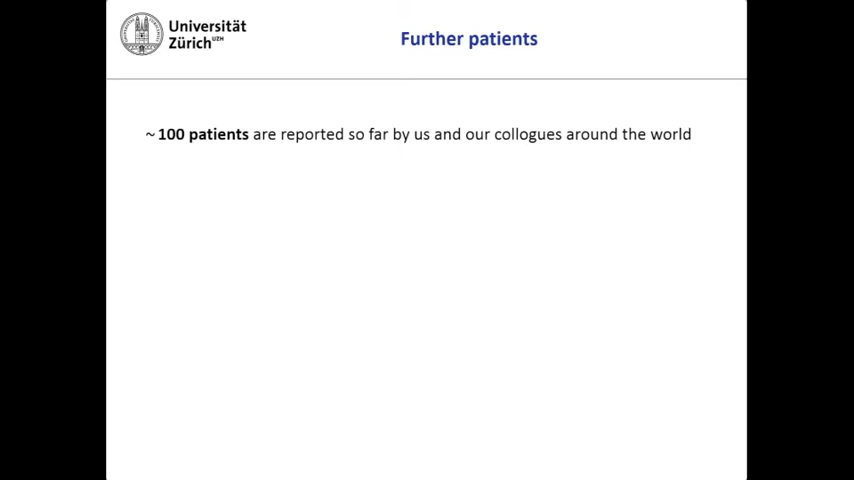 Universität
Zürich UZH
Further patients
~ 100 patients are reported so far by us and our collogues around the world